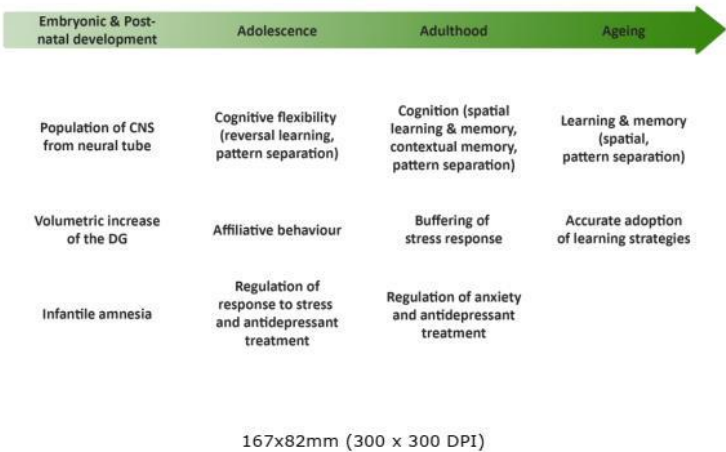 Embryonic & Post-
natal development
Adolescence
Adulthood
Ageing
Population of CNS
from neural tube
Cognitive flexibility
(reversal learning,
pattern separation)
Cognition (spatial
learning & memory,
contextual memory,
pattern separation)
Learning & memory
(spatial,
pattern separation)
Volumetric increase
of the DG
Affiliative behaviour
Buffering of
stress response
Accurate adoption
of learning strategies
Infantile amnesia
Regulation of
response to stress
and antidepressant
treatment
Regulation of anxiety
and antidepressant
treatment
167x82mm (300 x 300 DPI)